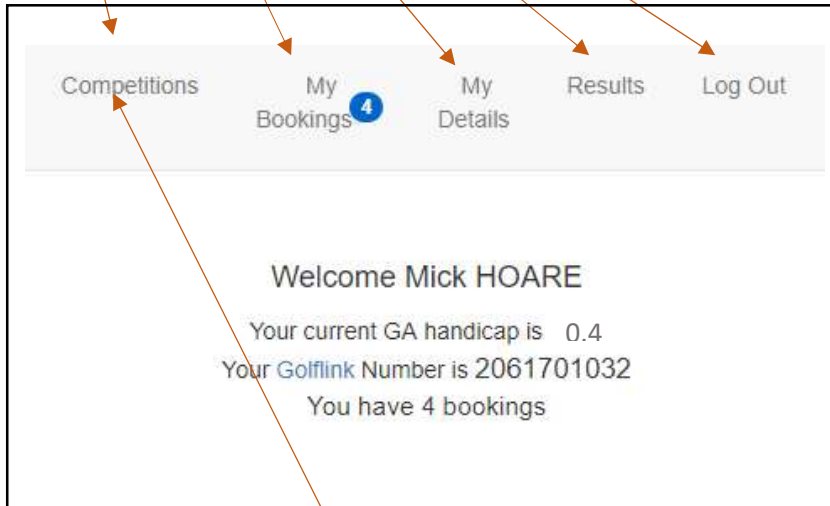 Competitions My Bookings 4 My Details Results Log Out
Welcome Mick HOARE
Your current GA handicap is 0.4
Your Golflink Number is 2061701032
You have 4 bookings